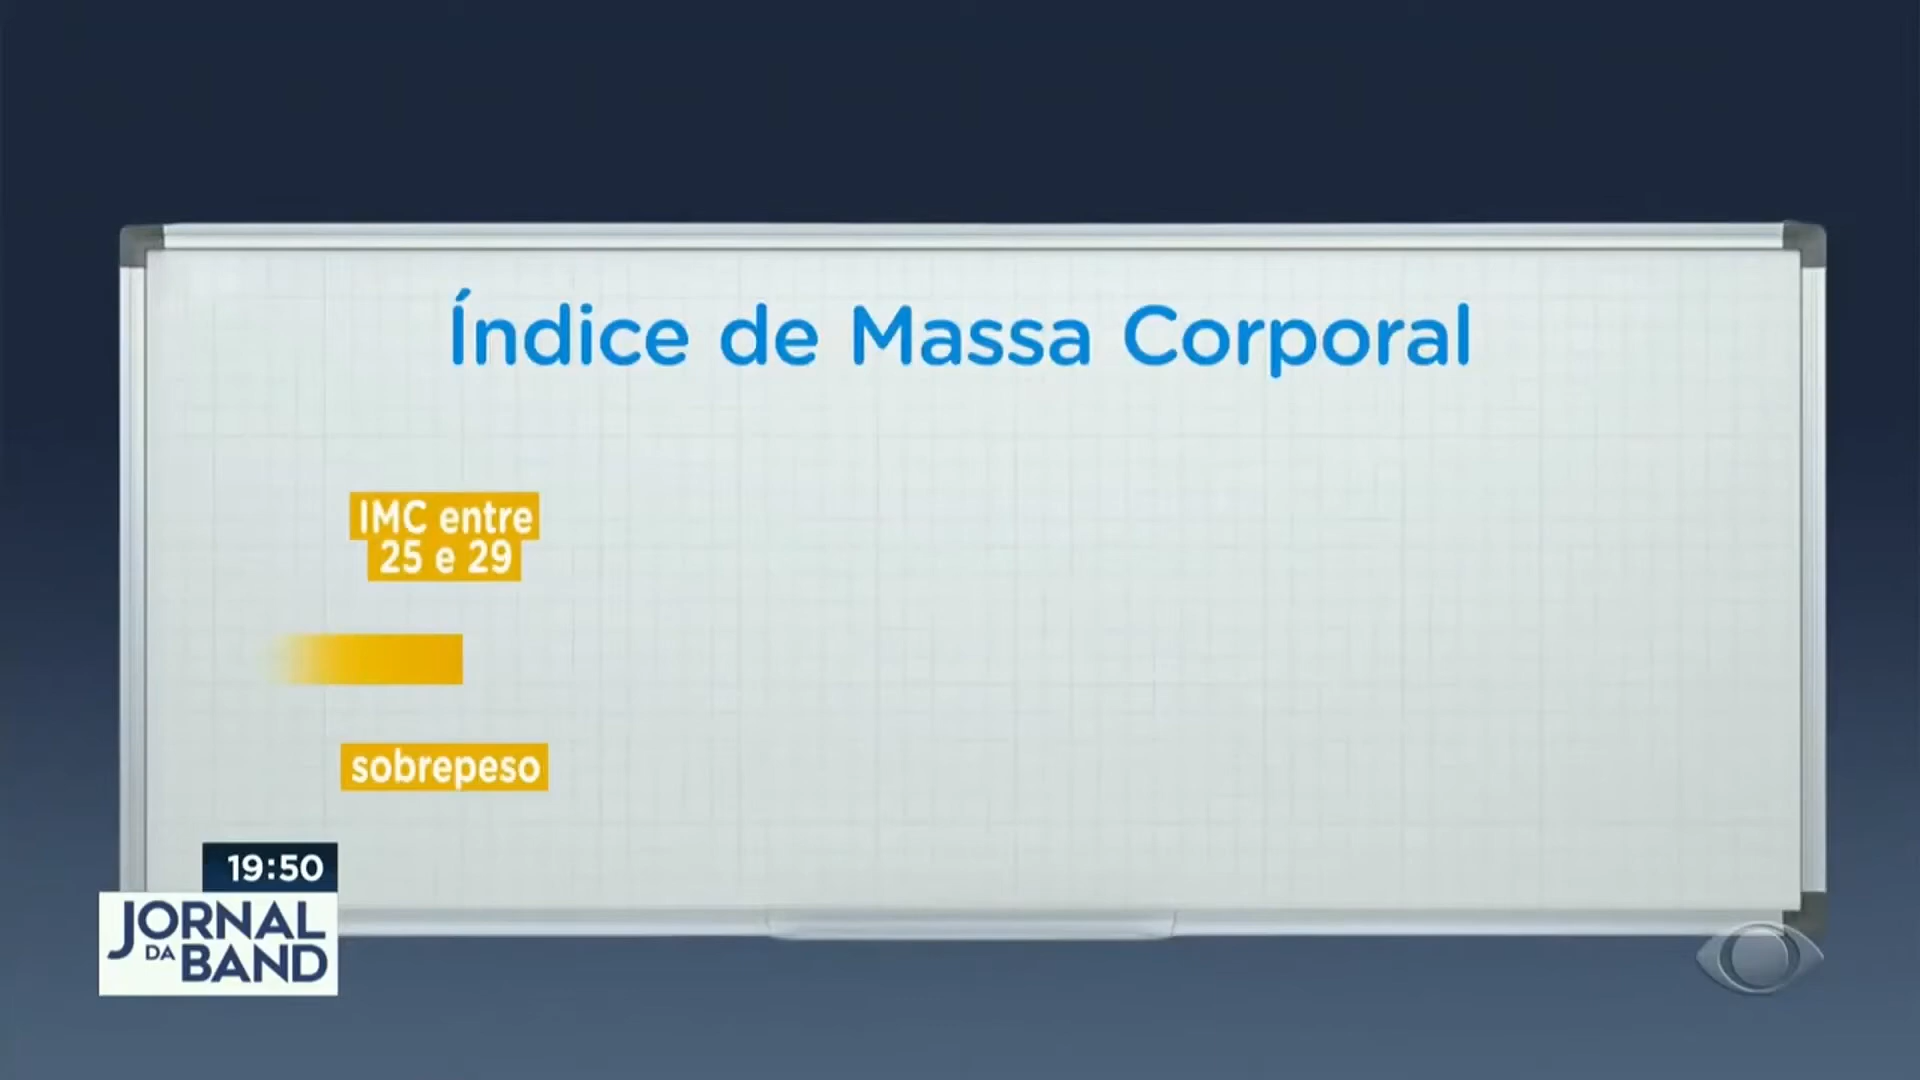 Índice de Massa Corporal
IMC entre
25 e 29
sobrepeso
19:50
JORNAL
DA BAND